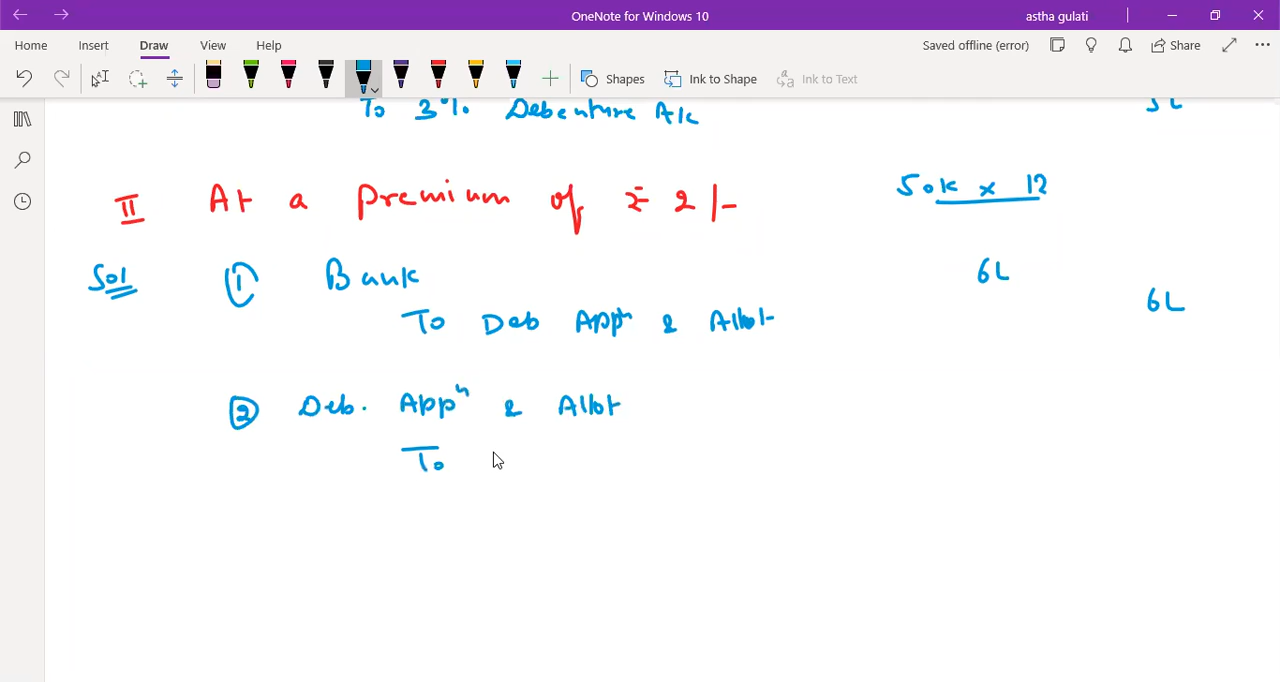 OneNote for Windows 10
astha gulati
Home Insert Draw View Help
Saved offline (error)
Share
Shapes
Ink to Shape
Ink to Text
To 3% Debenture A/c
5L
II At a Premium of ₹ 2/-
50K x 12
Sol ① Bank 6L
To Deb Appⁿ & Allot 6L
② Deb. Appⁿ & Allot
To